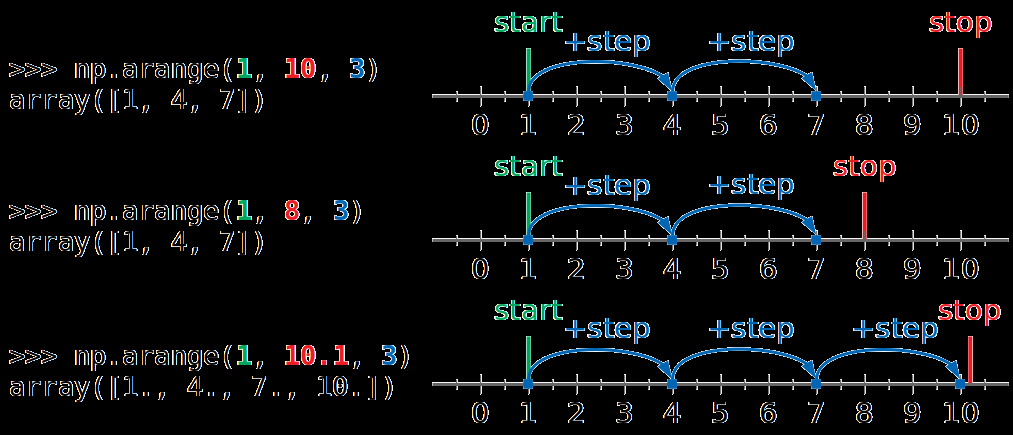 start +step +step stop
>>> np.arange(1, 10, 3)
array([1, 4, 7])
0 1 2 3 4 5 6 7 8 9 10
start +step +step stop
>>> np.arange(1, 8, 3)
array([1, 4, 7])
0 1 2 3 4 5 6 7 8 9 10
start +step +step +step stop
>>> np.arange(1, 10.1, 3)
array([1., 4., 7., 10.])
0 1 2 3 4 5 6 7 8 9 10